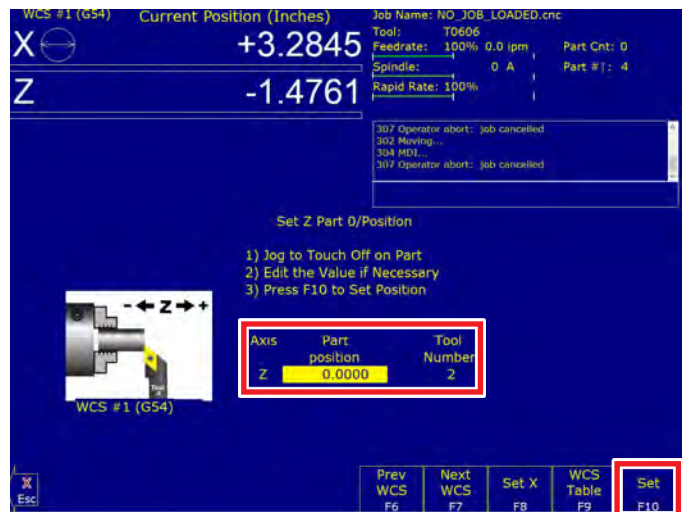 WCS #1 (G54) Current Position (Inches)
X +3.2845
Z -1.4761
Job Name: NO_JOB_LOADED.cnc
Tool: T0606
Feedrate: 100% 0.0 ipm Part Cnt: 0
Spindle: 0 A Part #↑: 4
Rapid Rate: 100%
307 Operator abort: job cancelled
302 Moving...
304 MDI...
307 Operator abort: job cancelled
Set Z Part 0/Position
1) Jog to Touch Off on Part
2) Edit the Value if Necessary
3) Press F10 to Set Position
- Z +
WCS #1 (G54)
Axis Part position Tool Number
Z 0.0000 2
X
Esc
Prev WCS F6
Next WCS F7
Set X F8
WCS Table F9
Set F10